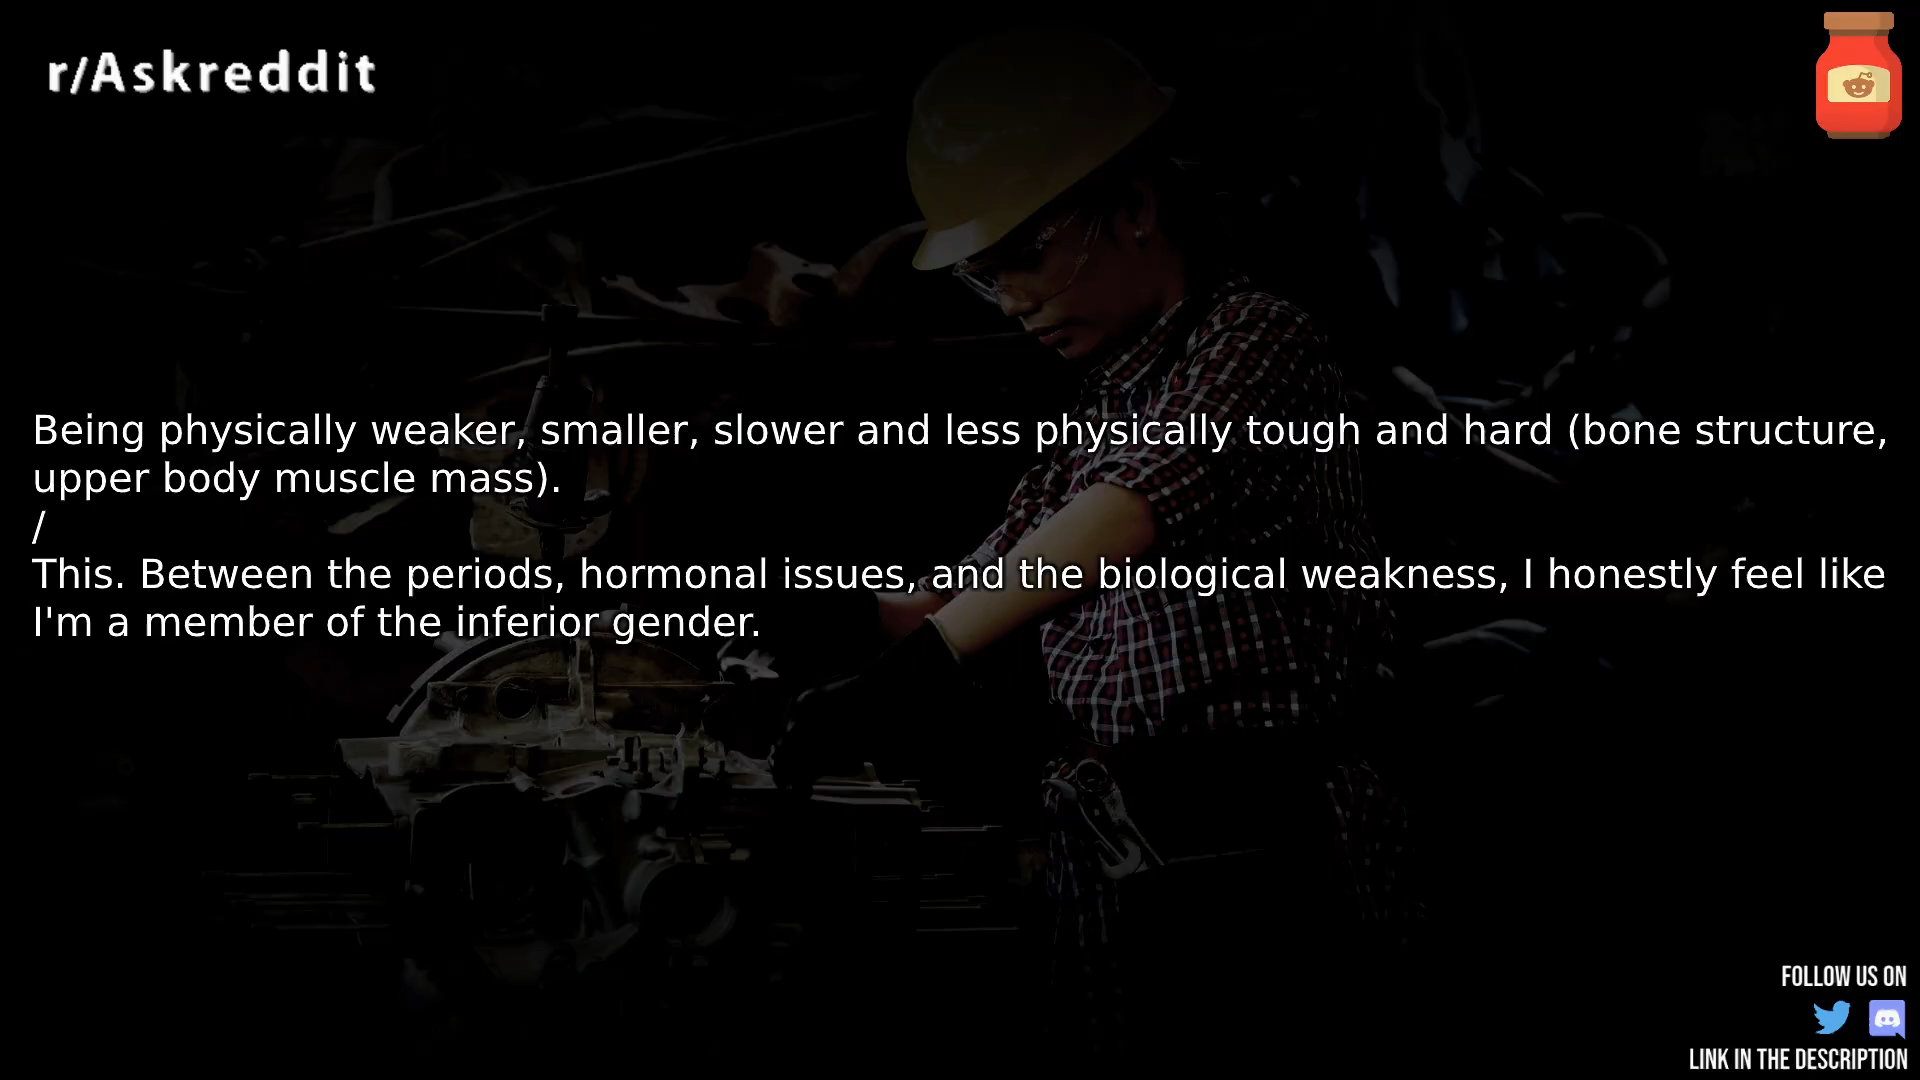 r/Askreddit
Being physically weaker, smaller, slower and less physically tough and hard (bone structure,
upper body muscle mass).
/
This. Between the periods, hormonal issues, and the biological weakness, I honestly feel like
I'm a member of the inferior gender.
FOLLOW US ON
LINK IN THE DESCRIPTION